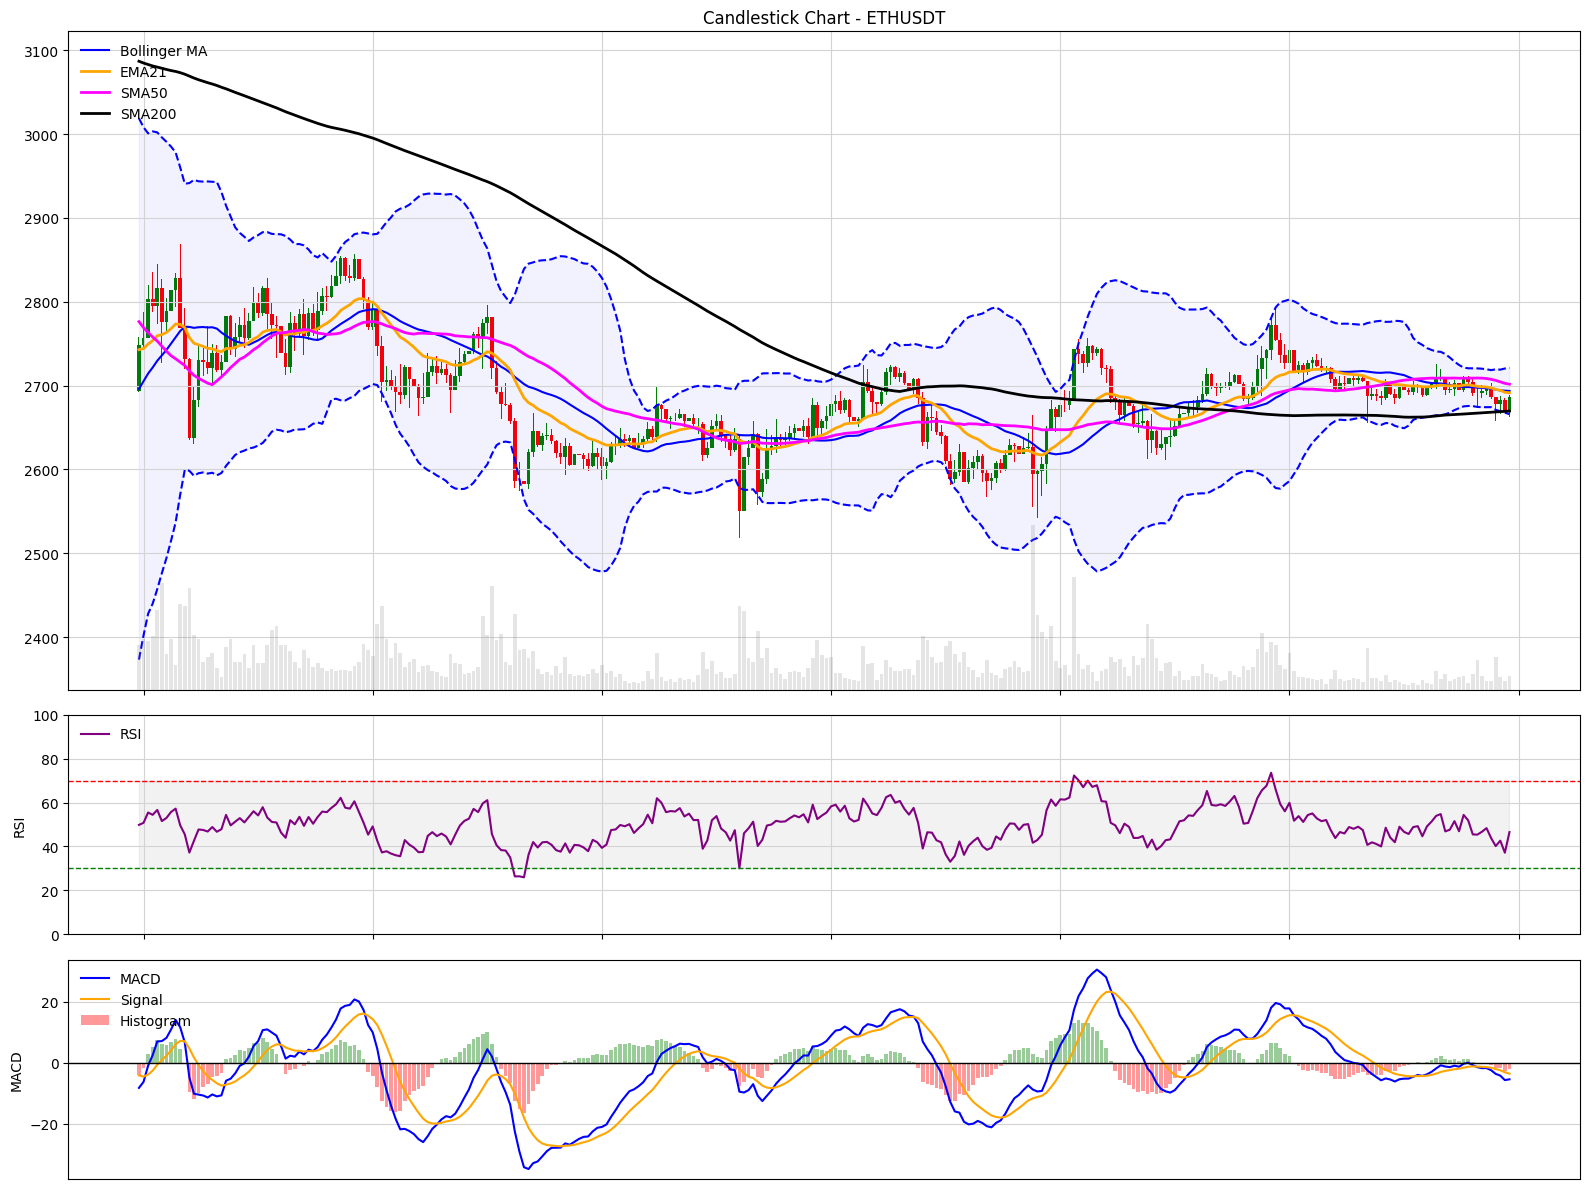 Candlestick Chart - ETHUSDT
Bollinger MA
EMA21
SMA50
SMA200
3100
3000
2900
2800
2700
2600
2500
2400
RSI
RSI
100
80
60
40
20
0
MACD
Signal
Histogram
MACD
20
0
−20